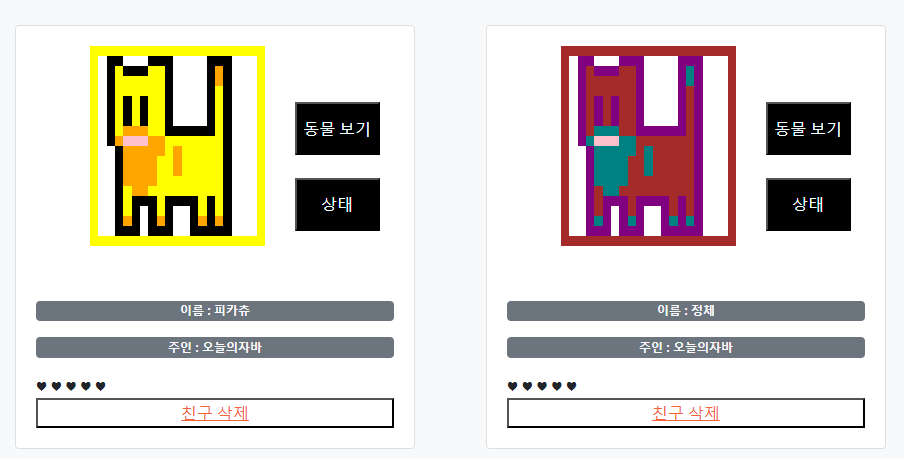 동물 보기
상태
이름 : 피카츄
주인 : 오늘의자바
♥ ♥ ♥ ♥ ♥
친구 삭제
동물 보기
상태
이름 : 정체
주인 : 오늘의자바
♥ ♥ ♥ ♥ ♥
친구 삭제